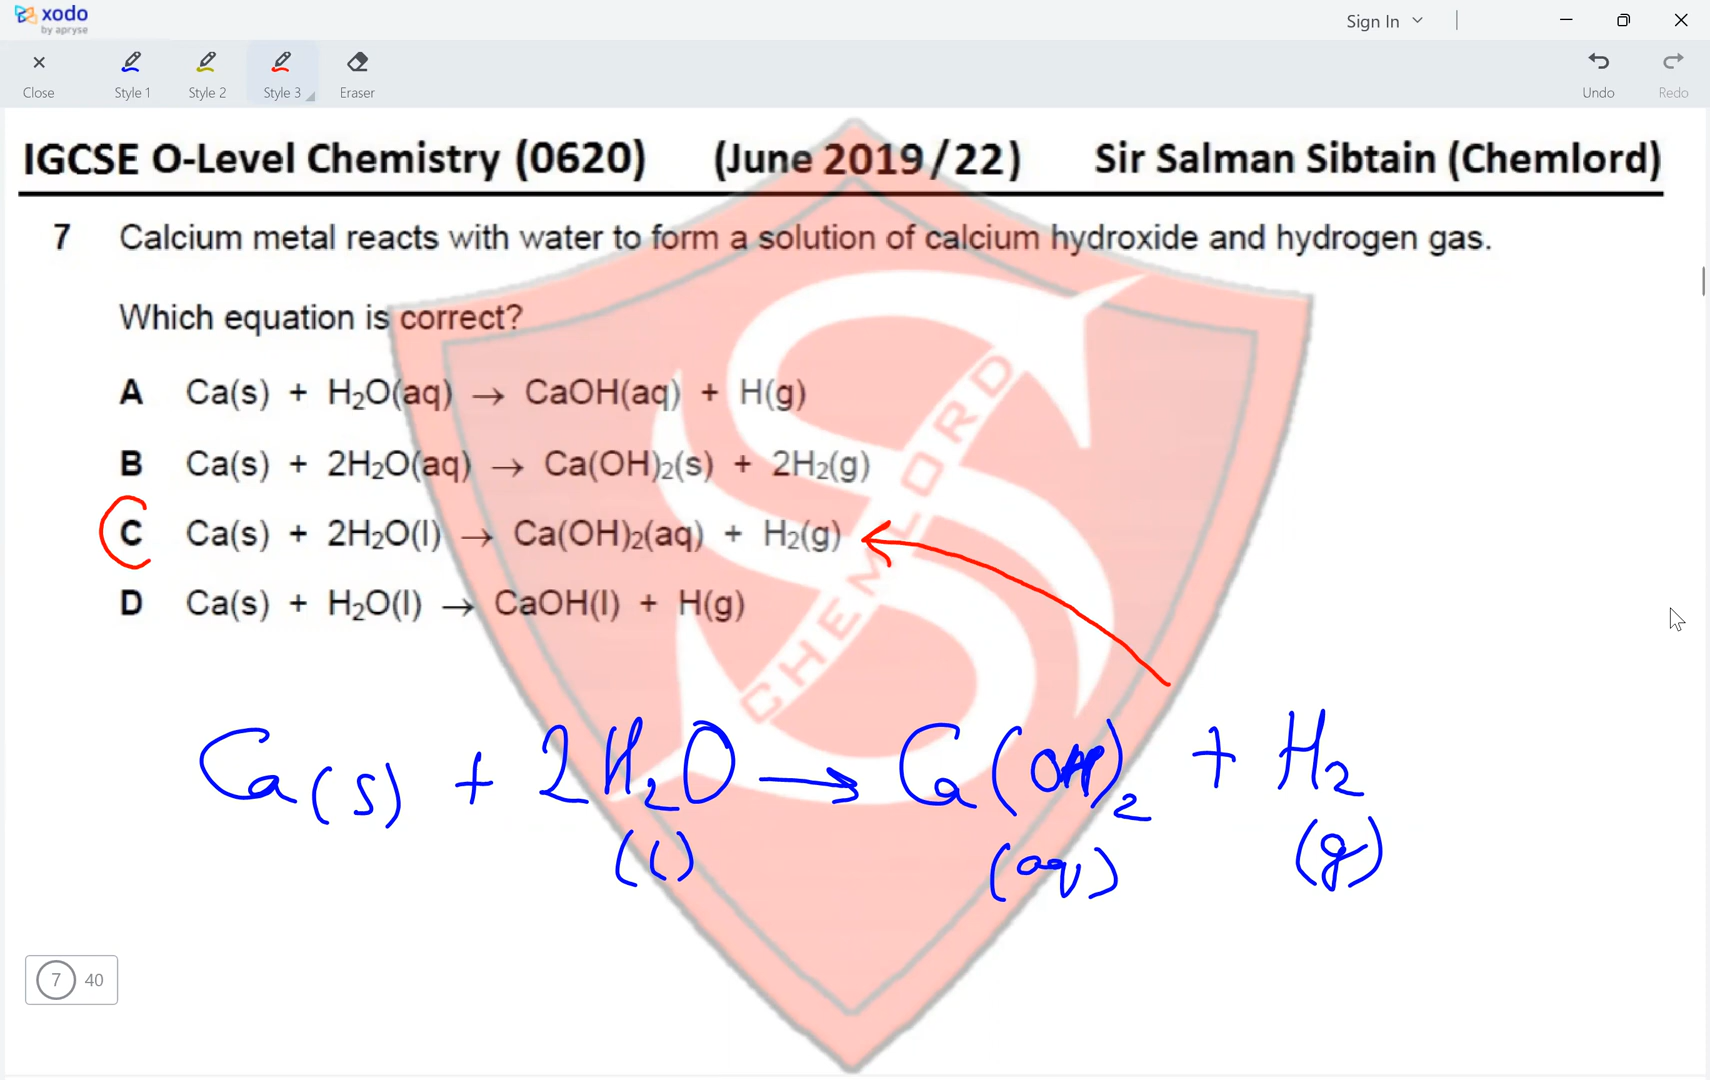 xodo
by apryse
Sign In
Close
Style 1
Style 2
Style 3
Eraser
Undo
Redo
IGCSE O-Level Chemistry (0620) (June 2019/22) Sir Salman Sibtain (Chemlord)
7 Calcium metal reacts with water to form a solution of calcium hydroxide and hydrogen gas.
Which equation is correct?
A Ca(s) + H₂O(aq) → CaOH(aq) + H(g)
B Ca(s) + 2H₂O(aq) → Ca(OH)₂(s) + 2H₂(g)
C Ca(s) + 2H₂O(l) → Ca(OH)₂(aq) + H₂(g)
D Ca(s) + H₂O(l) → CaOH(l) + H(g)
CHEMLORD
Ca(s) + 2H₂O → Ca(OH)₂ + H₂
(l) (aq) (g)
7 40